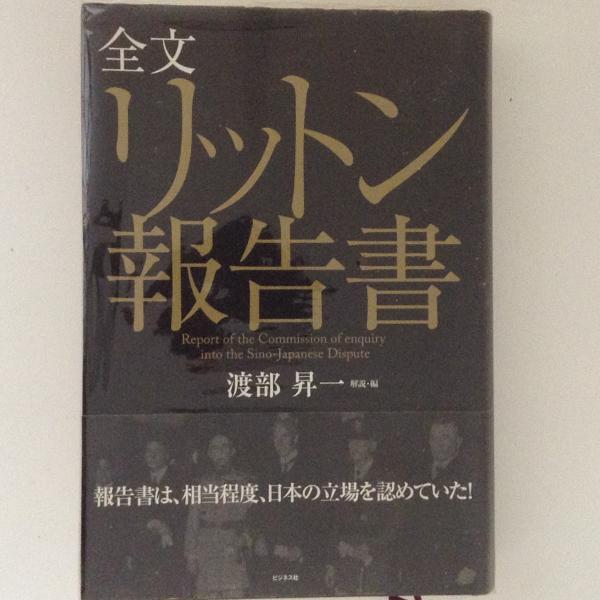 全文
リットン
報告書
Report of the Commission of enquiry
into the Sino-Japanese Dispute
渡部 昇一 解説・編
報告書は、相当程度、日本の立場を認めていた!
ビジネス社